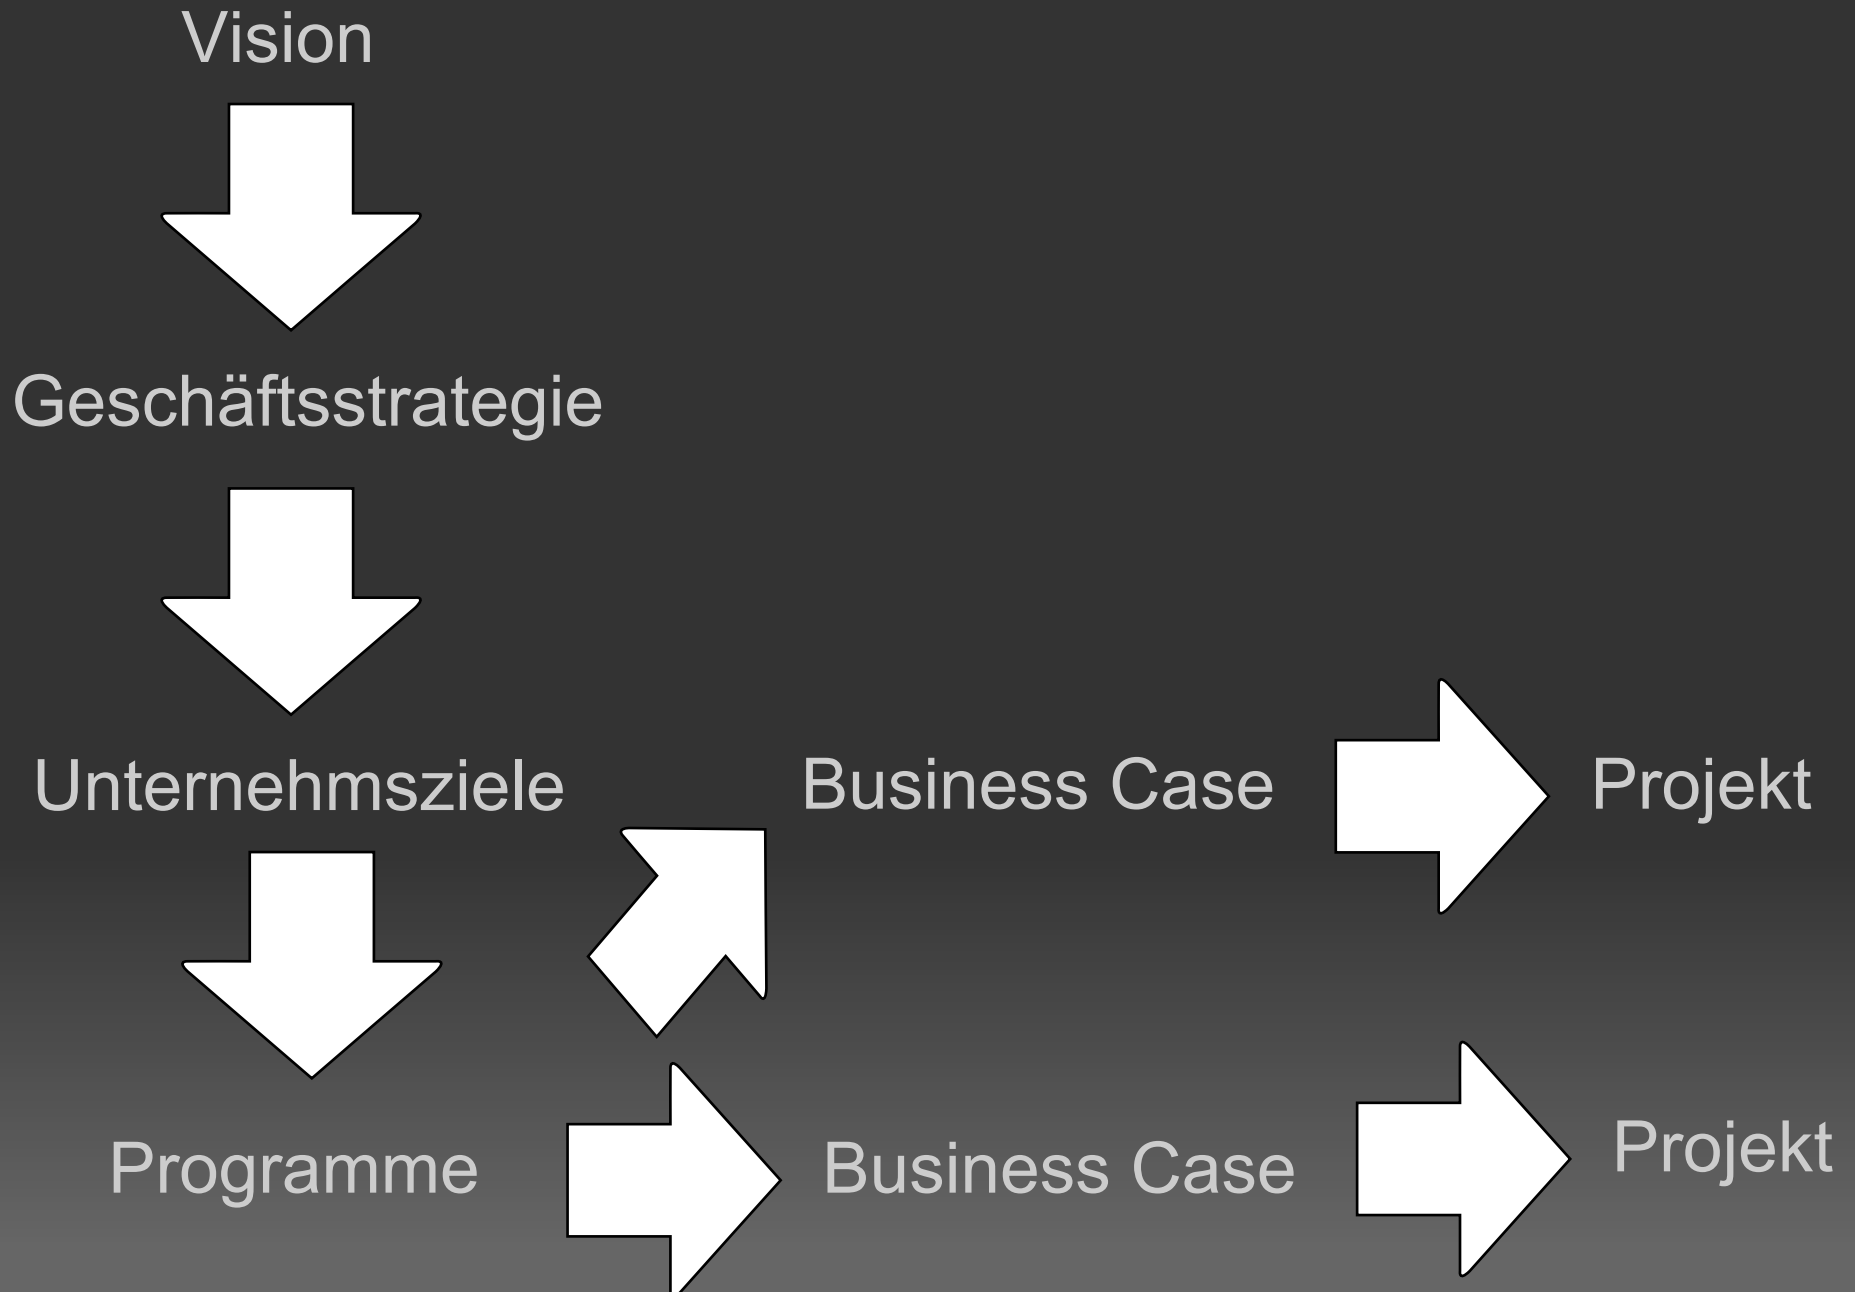 Vision
Geschäftsstrategie
Unternehmsziele
Business Case
Projekt
Programme
Business Case
Projekt